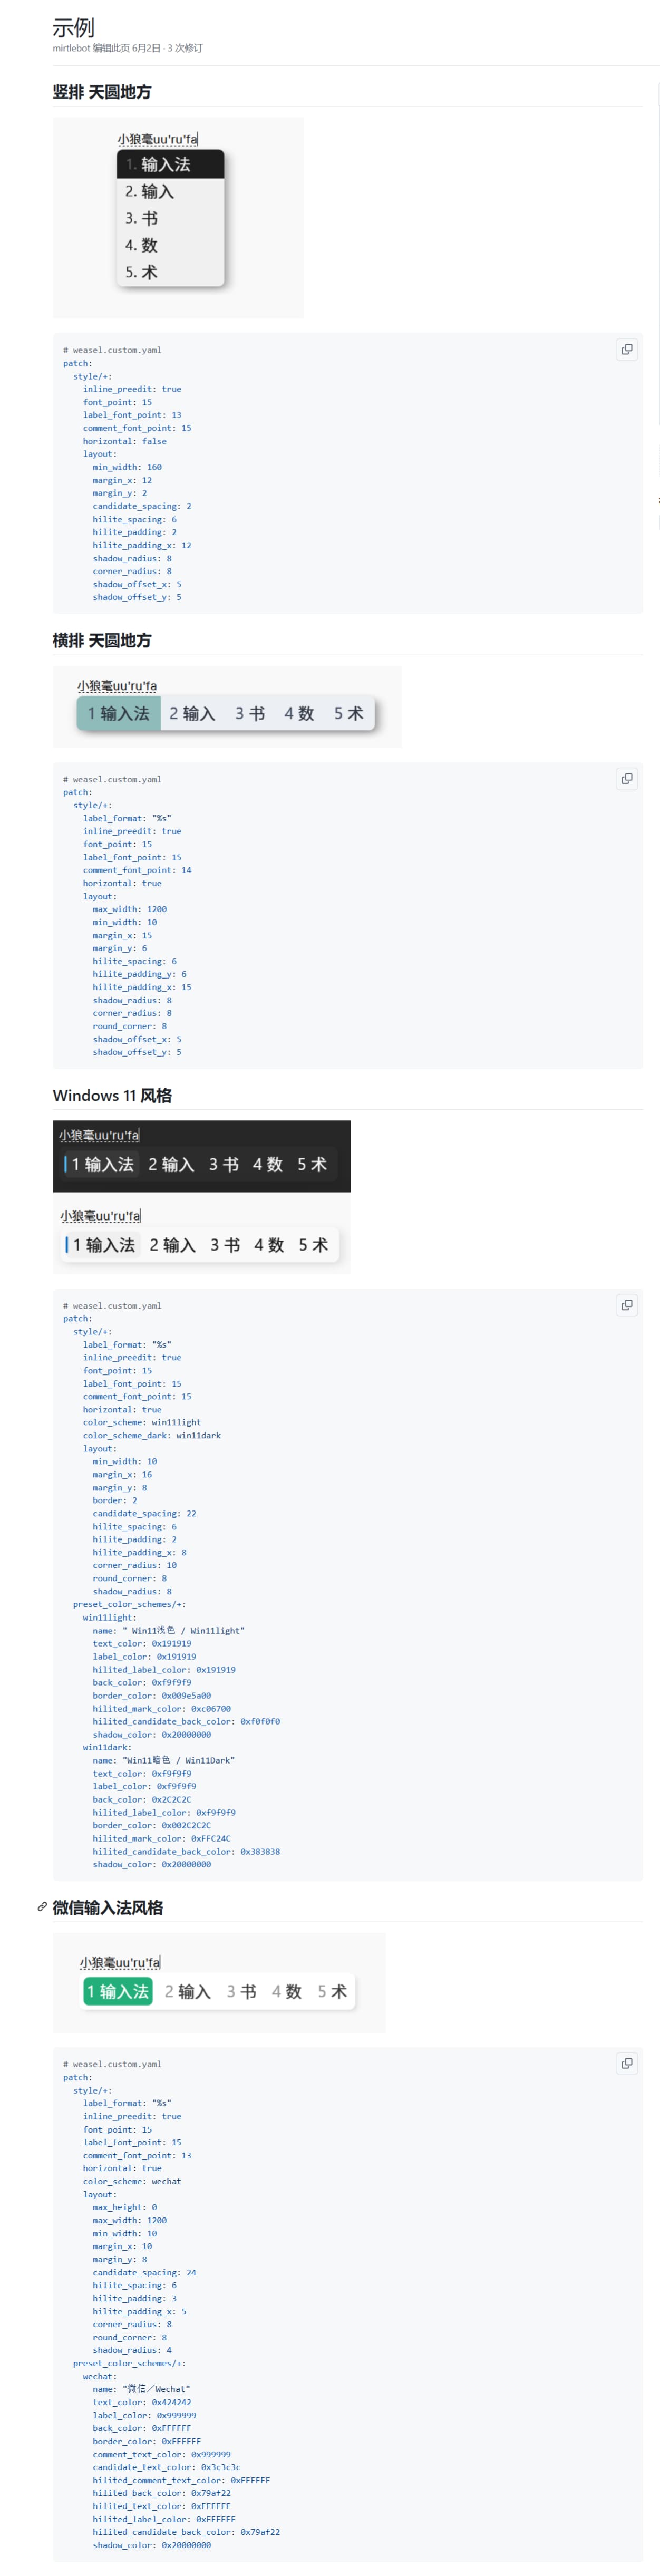 示例
mirtlebot 编辑此页 6月2日 · 3 次修订
竖排 天圆地方
小狼毫uu'ru'fa
1. 输入法
2. 输入
3. 书
4. 数
5. 术
# weasel.custom.yaml
patch:
  style/+:
    inline_preedit: true
    font_point: 15
    label_font_point: 13
    comment_font_point: 15
    horizontal: false
    layout:
      min_width: 160
      margin_x: 12
      margin_y: 2
      candidate_spacing: 2
      hilite_spacing: 6
      hilite_padding: 2
      hilite_padding_x: 12
      shadow_radius: 8
      corner_radius: 8
      shadow_offset_x: 5
      shadow_offset_y: 5
横排 天圆地方
小狼毫uu'ru'fa
1 输入法 2 输入 3 书 4 数 5 术
# weasel.custom.yaml
patch:
  style/+:
    label_format: "%s"
    inline_preedit: true
    font_point: 15
    label_font_point: 15
    comment_font_point: 14
    horizontal: true
    layout:
      max_width: 1200
      min_width: 10
      margin_x: 15
      margin_y: 6
      hilite_spacing: 6
      hilite_padding_y: 6
      hilite_padding_x: 15
      shadow_radius: 8
      corner_radius: 8
      round_corner: 8
      shadow_offset_x: 5
      shadow_offset_y: 5
Windows 11 风格
小狼毫uu'ru'fa
1 输入法 2 输入 3 书 4 数 5 术
小狼毫uu'ru'fa
1 输入法 2 输入 3 书 4 数 5 术
# weasel.custom.yaml
patch:
  style/+:
    label_format: "%s"
    inline_preedit: true
    font_point: 15
    label_font_point: 15
    comment_font_point: 15
    horizontal: true
    color_scheme: win11light
    color_scheme_dark: win11dark
    layout:
      min_width: 10
      margin_x: 16
      margin_y: 8
      border: 2
      candidate_spacing: 22
      hilite_spacing: 6
      hilite_padding: 2
      hilite_padding_x: 8
      corner_radius: 10
      round_corner: 8
      shadow_radius: 8
  preset_color_schemes/+:
    win11light:
      name: " Win11浅色 / Win11light"
      text_color: 0x191919
      label_color: 0x191919
      hilited_label_color: 0x191919
      back_color: 0xf9f9f9
      border_color: 0x009e5a00
      hilited_mark_color: 0xc06700
      hilited_candidate_back_color: 0xf0f0f0
      shadow_color: 0x20000000
    win11dark:
      name: "Win11暗色 / Win11Dark"
      text_color: 0xf9f9f9
      label_color: 0xf9f9f9
      back_color: 0x2C2C2C
      hilited_label_color: 0xf9f9f9
      border_color: 0x002C2C2C
      hilited_mark_color: 0xFFC24C
      hilited_candidate_back_color: 0x383838
      shadow_color: 0x20000000
微信输入法风格
小狼毫uu'ru'fa
1 输入法 2 输入 3 书 4 数 5 术
# weasel.custom.yaml
patch:
  style/+:
    label_format: "%s"
    inline_preedit: true
    font_point: 15
    label_font_point: 15
    comment_font_point: 13
    horizontal: true
    color_scheme: wechat
    layout:
      max_height: 0
      max_width: 1200
      min_width: 10
      margin_x: 10
      margin_y: 8
      candidate_spacing: 24
      hilite_spacing: 6
      hilite_padding: 3
      hilite_padding_x: 5
      corner_radius: 8
      round_corner: 8
      shadow_radius: 4
  preset_color_schemes/+:
    wechat:
      name: "微信／Wechat"
      text_color: 0x424242
      label_color: 0x999999
      back_color: 0xFFFFFF
      border_color: 0xFFFFFF
      comment_text_color: 0x999999
      candidate_text_color: 0x3c3c3c
      hilited_comment_text_color: 0xFFFFFF
      hilited_back_color: 0x79af22
      hilited_text_color: 0xFFFFFF
      hilited_label_color: 0xFFFFFF
      hilited_candidate_back_color: 0x79af22
      shadow_color: 0x20000000